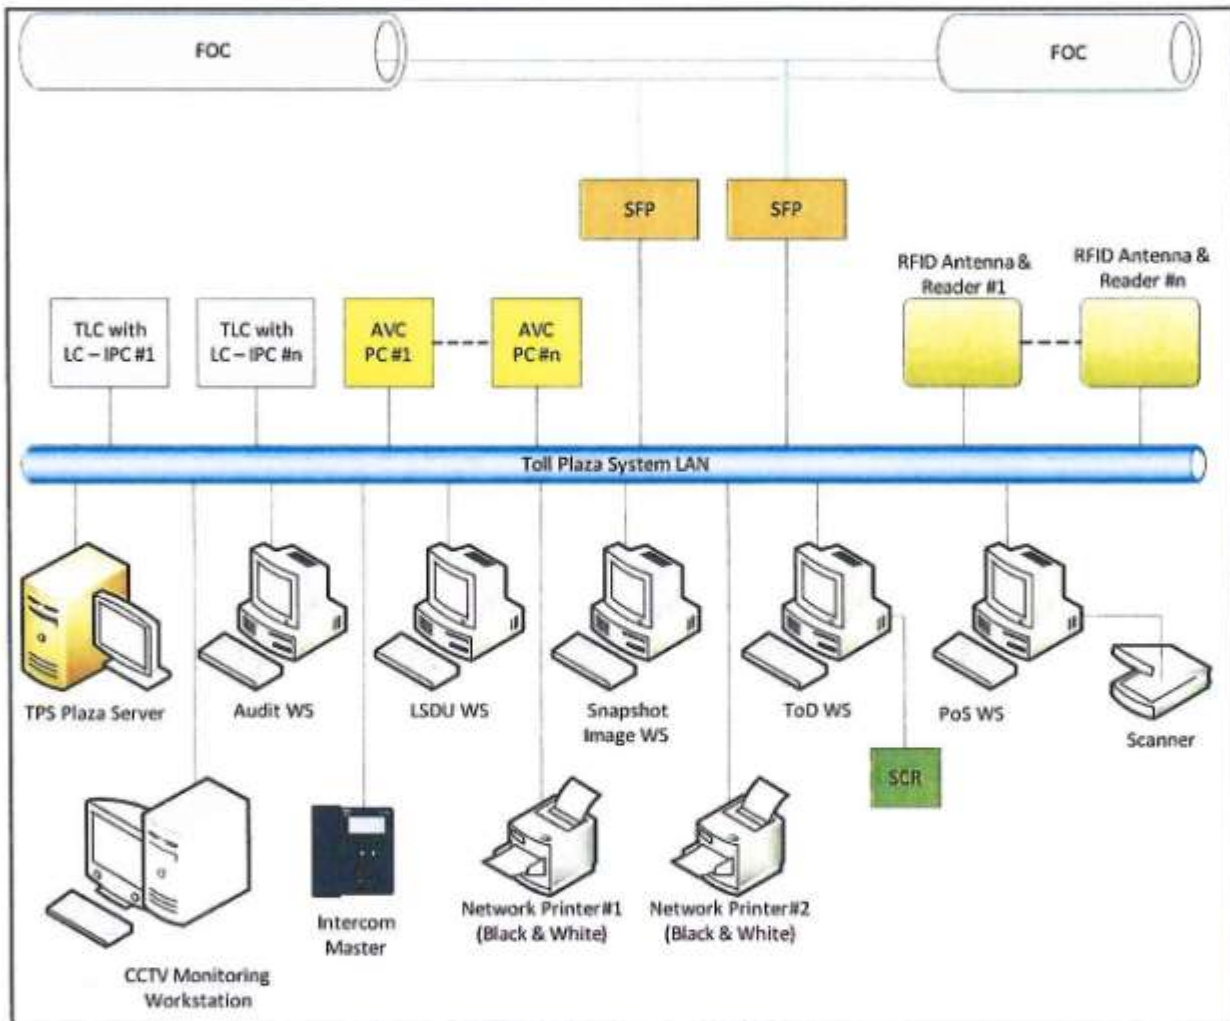 FOC
FOC
SFP
SFP
RFID Antenna &
Reader #1
RFID Antenna &
Reader #n
TLC with
LC – IPC #1
TLC with
LC – IPC #n
AVC
PC #1
AVC
PC #n
Toll Plaza System LAN
TPS Plaza Server
Audit WS
LSDU WS
Snapshot
Image WS
ToD WS
PoS WS
Scanner
SCR
CCTV Monitoring
Workstation
Intercom
Master
Network Printer#1
(Black & White)
Network Printer#2
(Black & White)